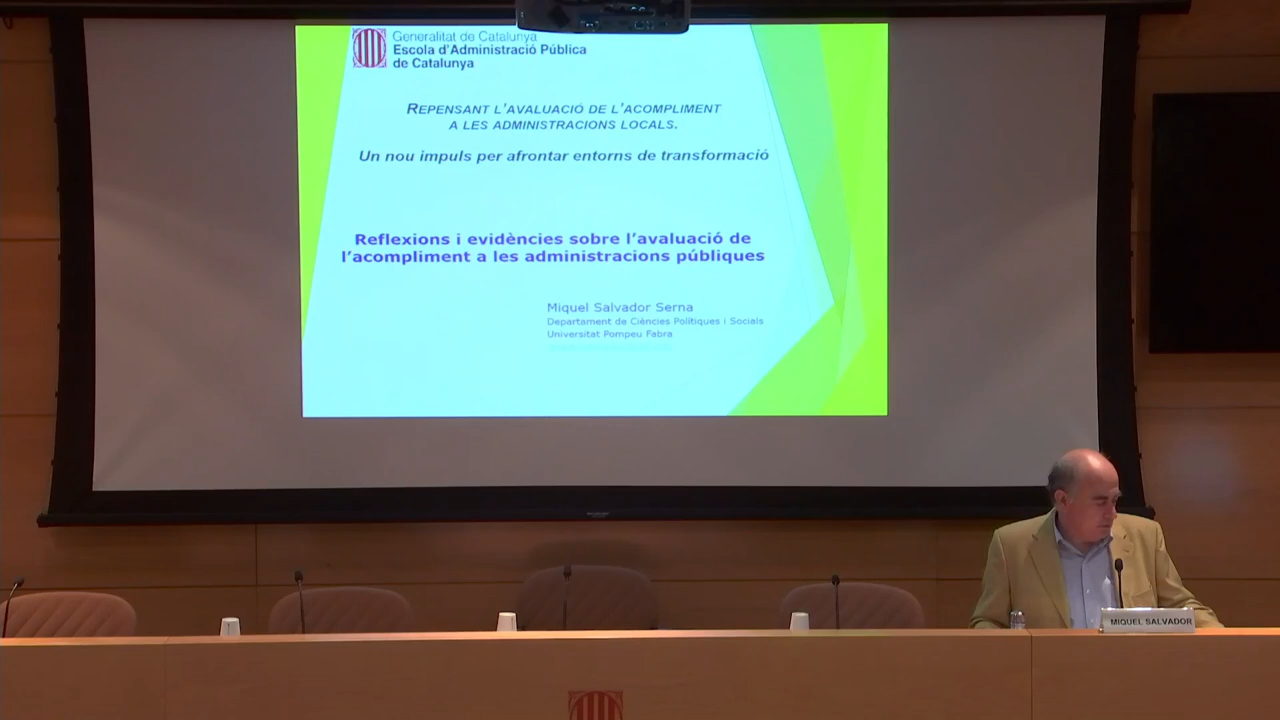 Generalitat de Catalunya
Escola d'Administració Pública
de Catalunya
REPENSANT L'AVALUACIÓ DE L'ACOMPLIMENT
A LES ADMINISTRACIONS LOCALS.
Un nou impuls per afrontar entorns de transformació
Reflexions i evidències sobre l'avaluació de
l'acompliment a les administracions públiques
Miquel Salvador Serna
Departament de Ciències Polítiques i Socials
Universitat Pompeu Fabra
MIQUEL SALVADOR